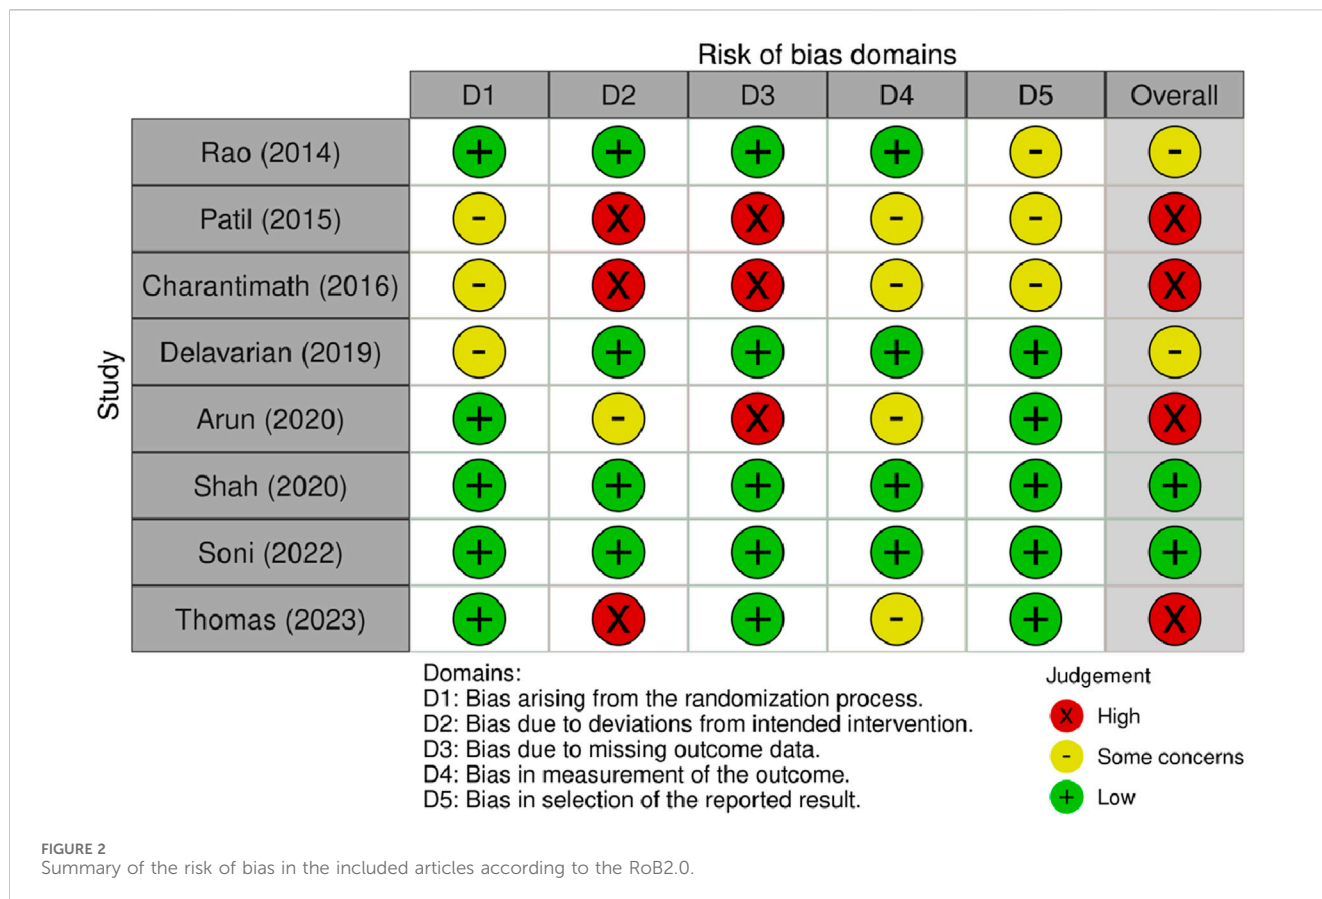 Risk of bias domains
D1 D2 D3 D4 D5 Overall
Study
Rao (2014) + + + + - -
Patil (2015) - X X - - X
Charantimath (2016) - X X - - X
Delavarian (2019) - + + + + -
Arun (2020) + - X - + X
Shah (2020) + + + + + +
Soni (2022) + + + + + +
Thomas (2023) + X + - + X
Domains:
D1: Bias arising from the randomization process.
D2: Bias due to deviations from intended intervention.
D3: Bias due to missing outcome data.
D4: Bias in measurement of the outcome.
D5: Bias in selection of the reported result.
Judgement
X High
- Some concerns
+ Low
FIGURE 2
Summary of the risk of bias in the included articles according to the RoB2.0.